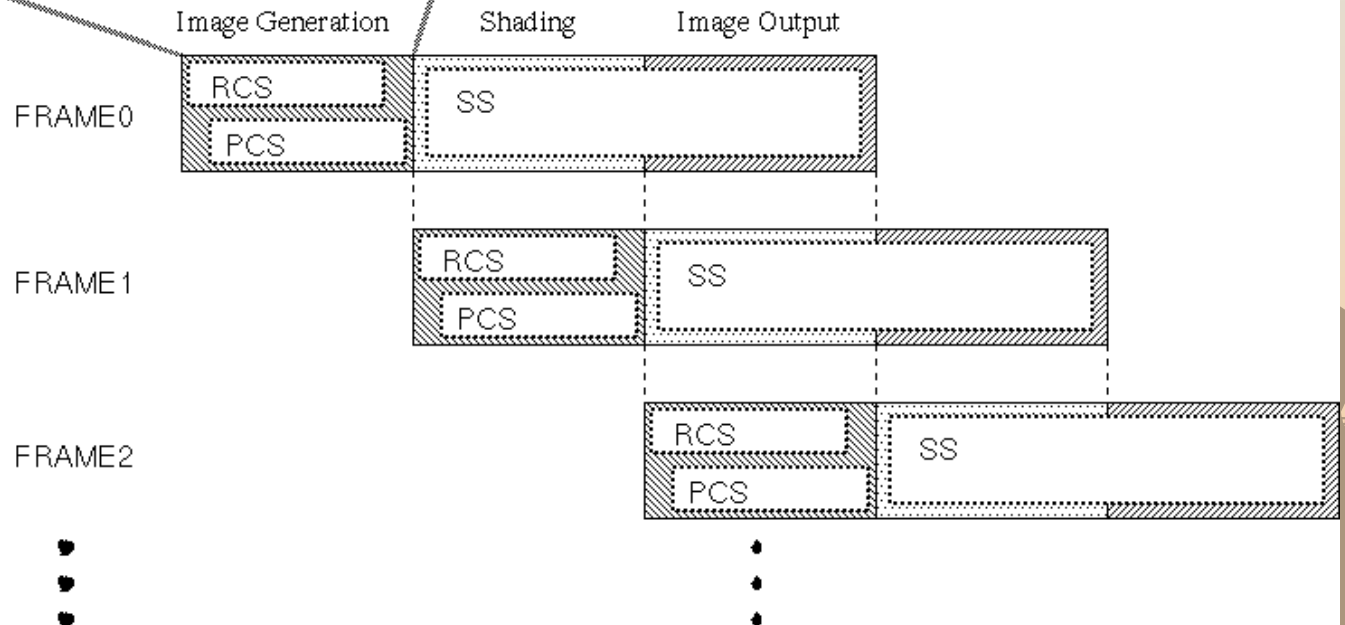 Image Generation Shading Image Output
RCS
SS
FRAME0
PCS
RCS
SS
FRAME1
PCS
RCS
SS
FRAME2
PCS